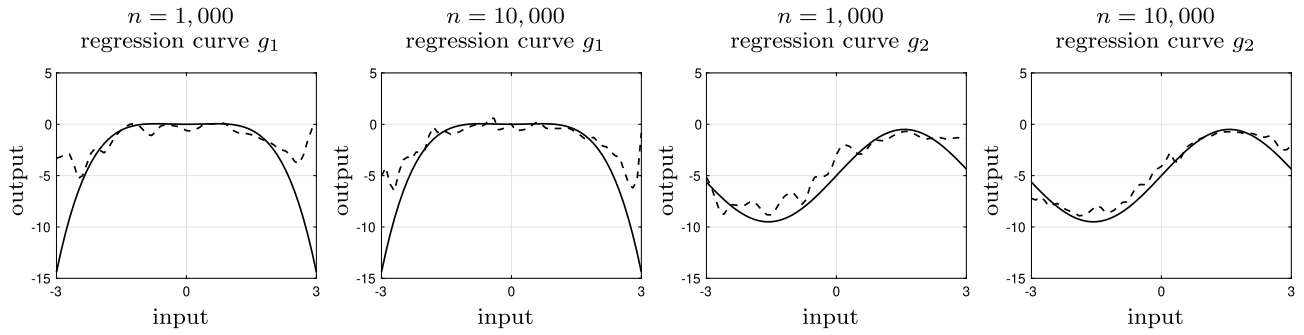 n = 1, 000
regression curve g₁
5
0
-5
-10
-15
-3
0
3
output
input
n = 10, 000
regression curve g₁
5
0
-5
-10
-15
-3
0
3
output
input
n = 1, 000
regression curve g₂
5
0
-5
-10
-15
-3
0
3
output
input
n = 10, 000
regression curve g₂
5
0
-5
-10
-15
-3
0
3
output
input